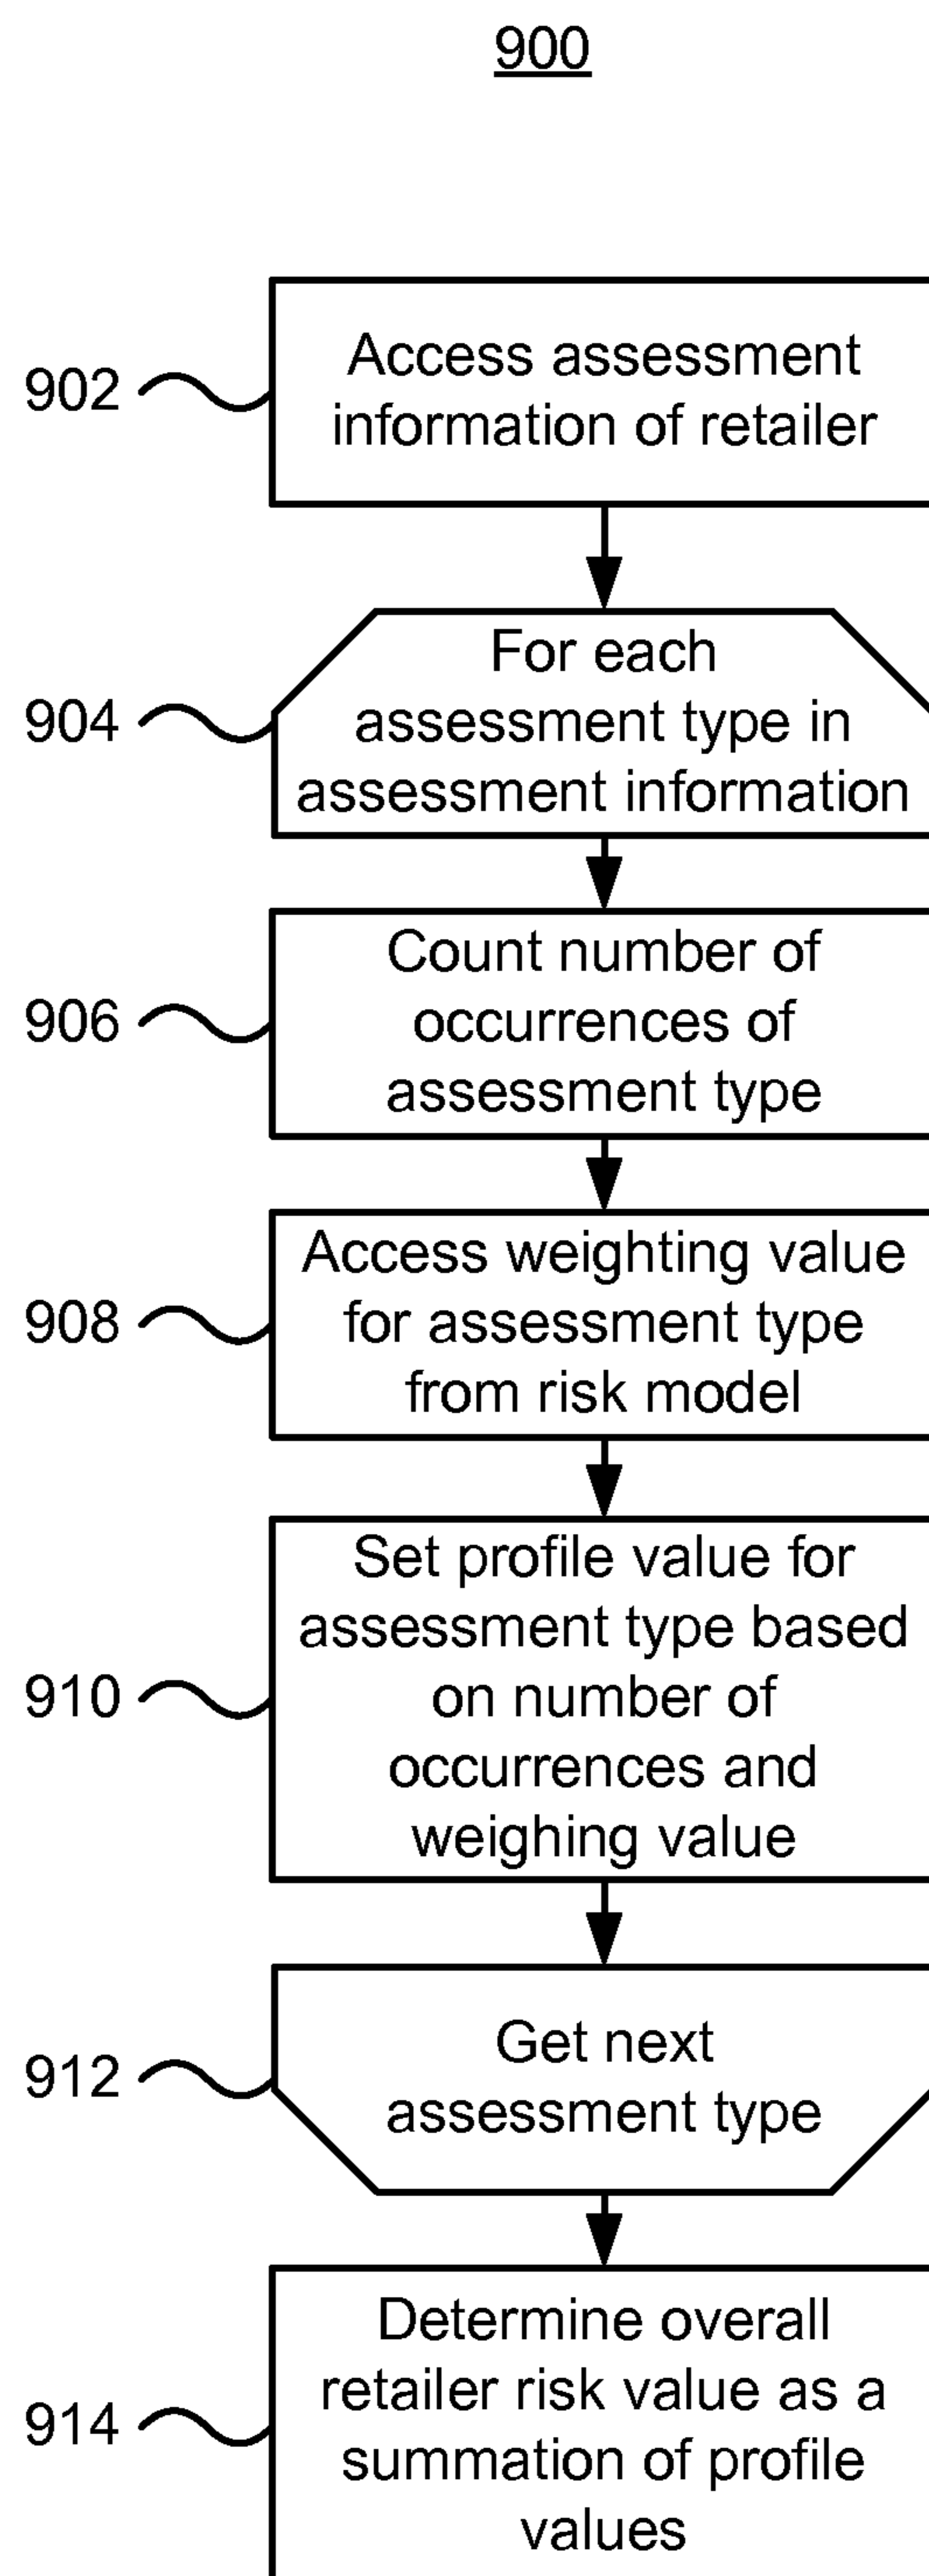 900
902
Access assessment
information of retailer
904
For each
assessment type in
assessment information
906
Count number of
occurrences of
assessment type
908
Access weighting value
for assessment type
from risk model
910
Set profile value for
assessment type based
on number of
occurrences and
weighing value
912
Get next
assessment type
914
Determine overall
retailer risk value as a
summation of profile
values